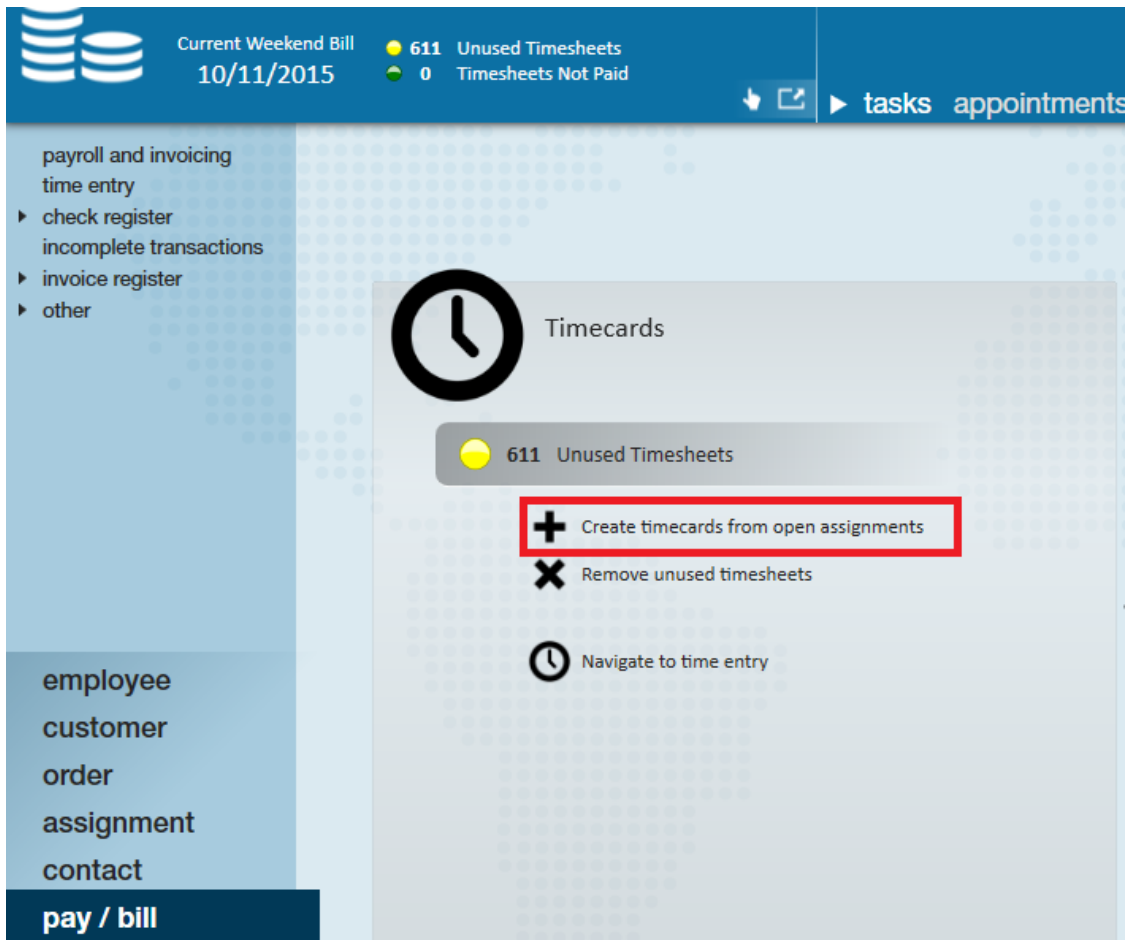 Current Weekend Bill
10/11/2015
611 Unused Timesheets
0 Timesheets Not Paid
tasks appointments
payroll and invoicing
time entry
check register
incomplete transactions
invoice register
other
Timecards
611 Unused Timesheets
Create timecards from open assignments
Remove unused timesheets
Navigate to time entry
employee
customer
order
assignment
contact
pay / bill